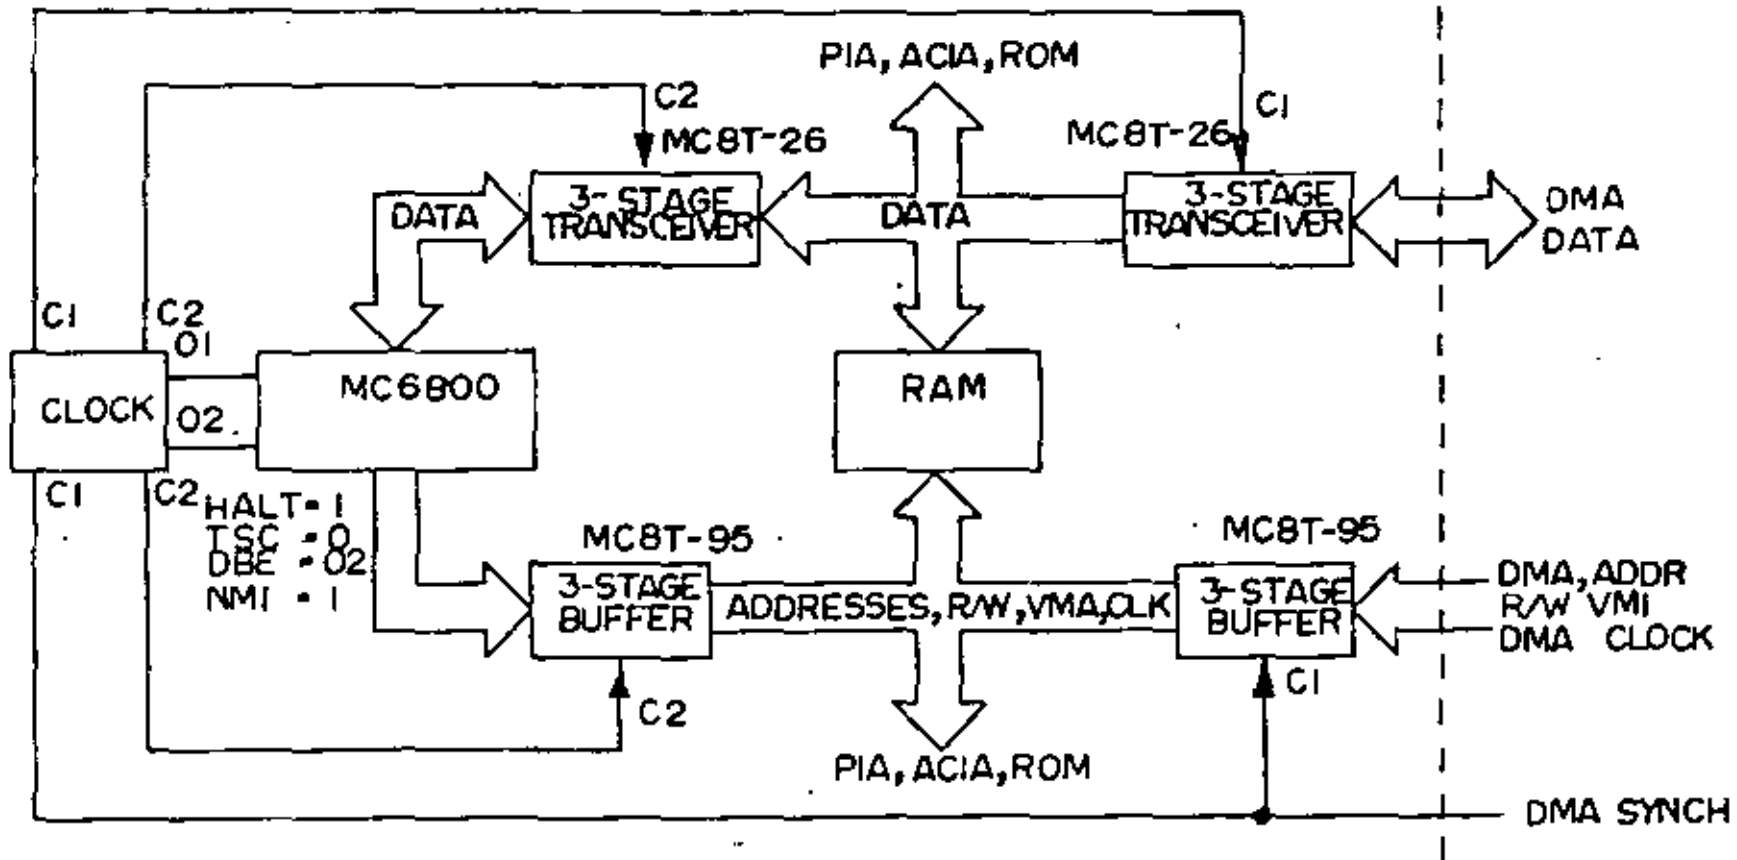 PIA, ACIA, ROM
C2
C1
MC8T-26
MC8T-26
3-STAGE
TRANSCEIVER
3-STAGE
TRANSCEIVER
DATA
DATA
DMA
DATA
C1
C2
O1
CLOCK
O2
MC6800
RAM
C1
C2
HALT = 1
TSC = 0
DBE = O2
NMI = 1
MC8T-95
MC8T-95
3-STAGE
BUFFER
ADDRESSES, R/W, VMA, CLK
3-STAGE
BUFFER
DMA, ADDR
R/W VMI
DMA CLOCK
C2
C1
PIA, ACIA, ROM
DMA SYNCH